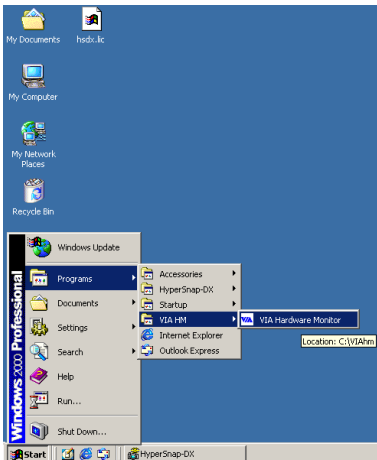 My Documents
hsdx.lic
My Computer
My Network
Places
Recycle Bin
Windows 2000 Professional
Windows Update
Programs
Documents
Settings
Search
Help
Run...
Shut Down...
Accessories
HyperSnap-DX
Startup
VIA HM
Internet Explorer
Outlook Express
VIA VIA Hardware Monitor
Location: C:\VIAhm
Start
HyperSnap-DX